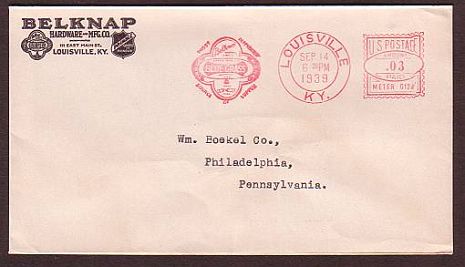 BELKNAP
HARDWARE AND MFG. CO.
111 EAST MAIN ST.
LOUISVILLE, KY.
LOUISVILLE
SEP 14
PM
1939
KY.
U.S. POSTAGE
.03
METER
Wm. Boekel Co.,
Philadelphia,
Pennsylvania.